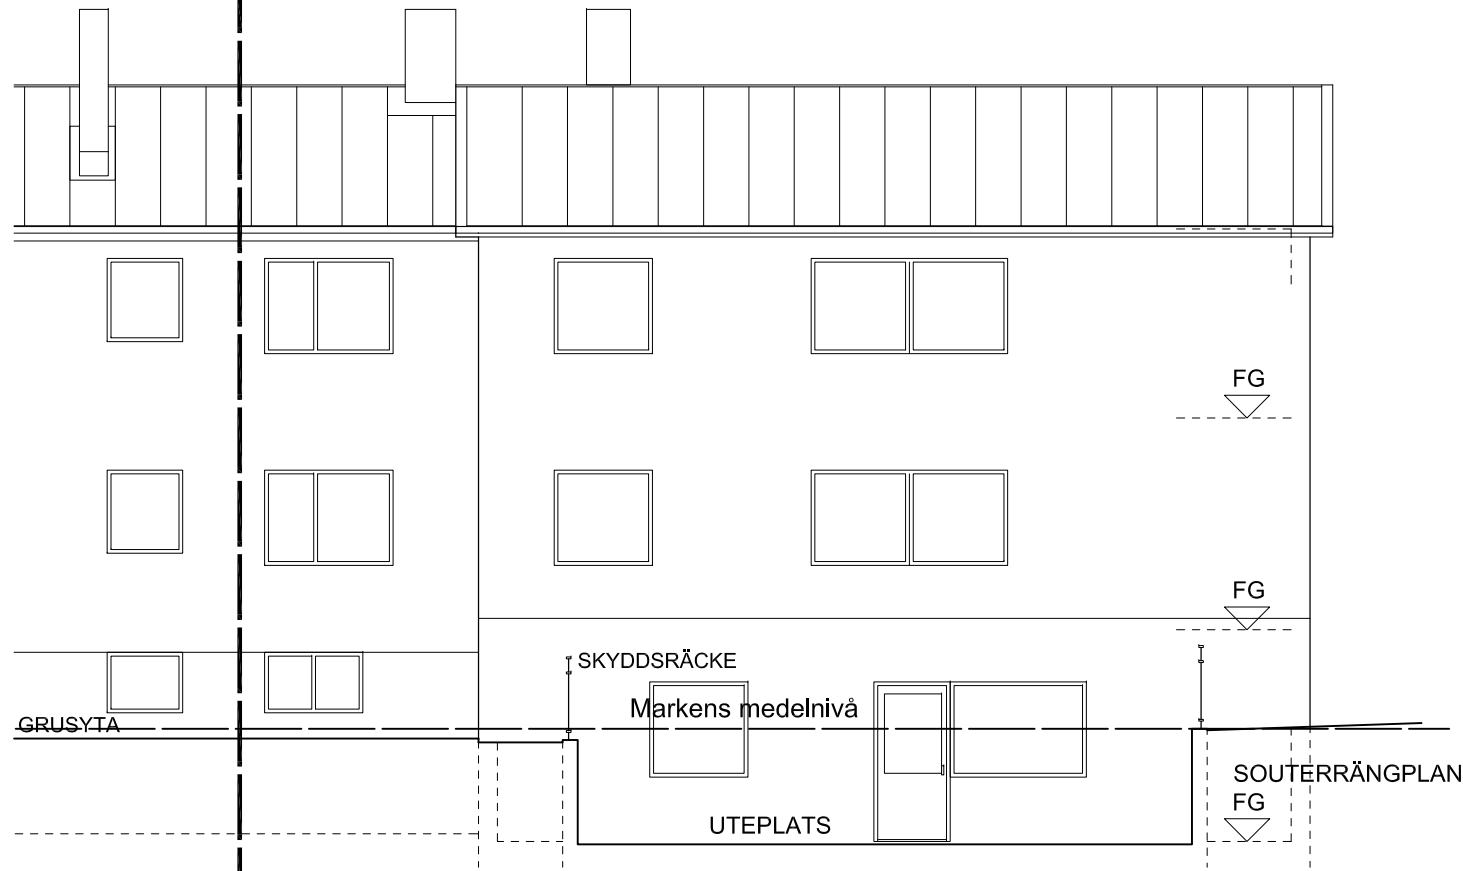 FG
FG
SKYDDSRÄCKE
Markens medelnivå
GRUSYTA
SOUTERRÄNGPLAN
FG
UTEPLATS